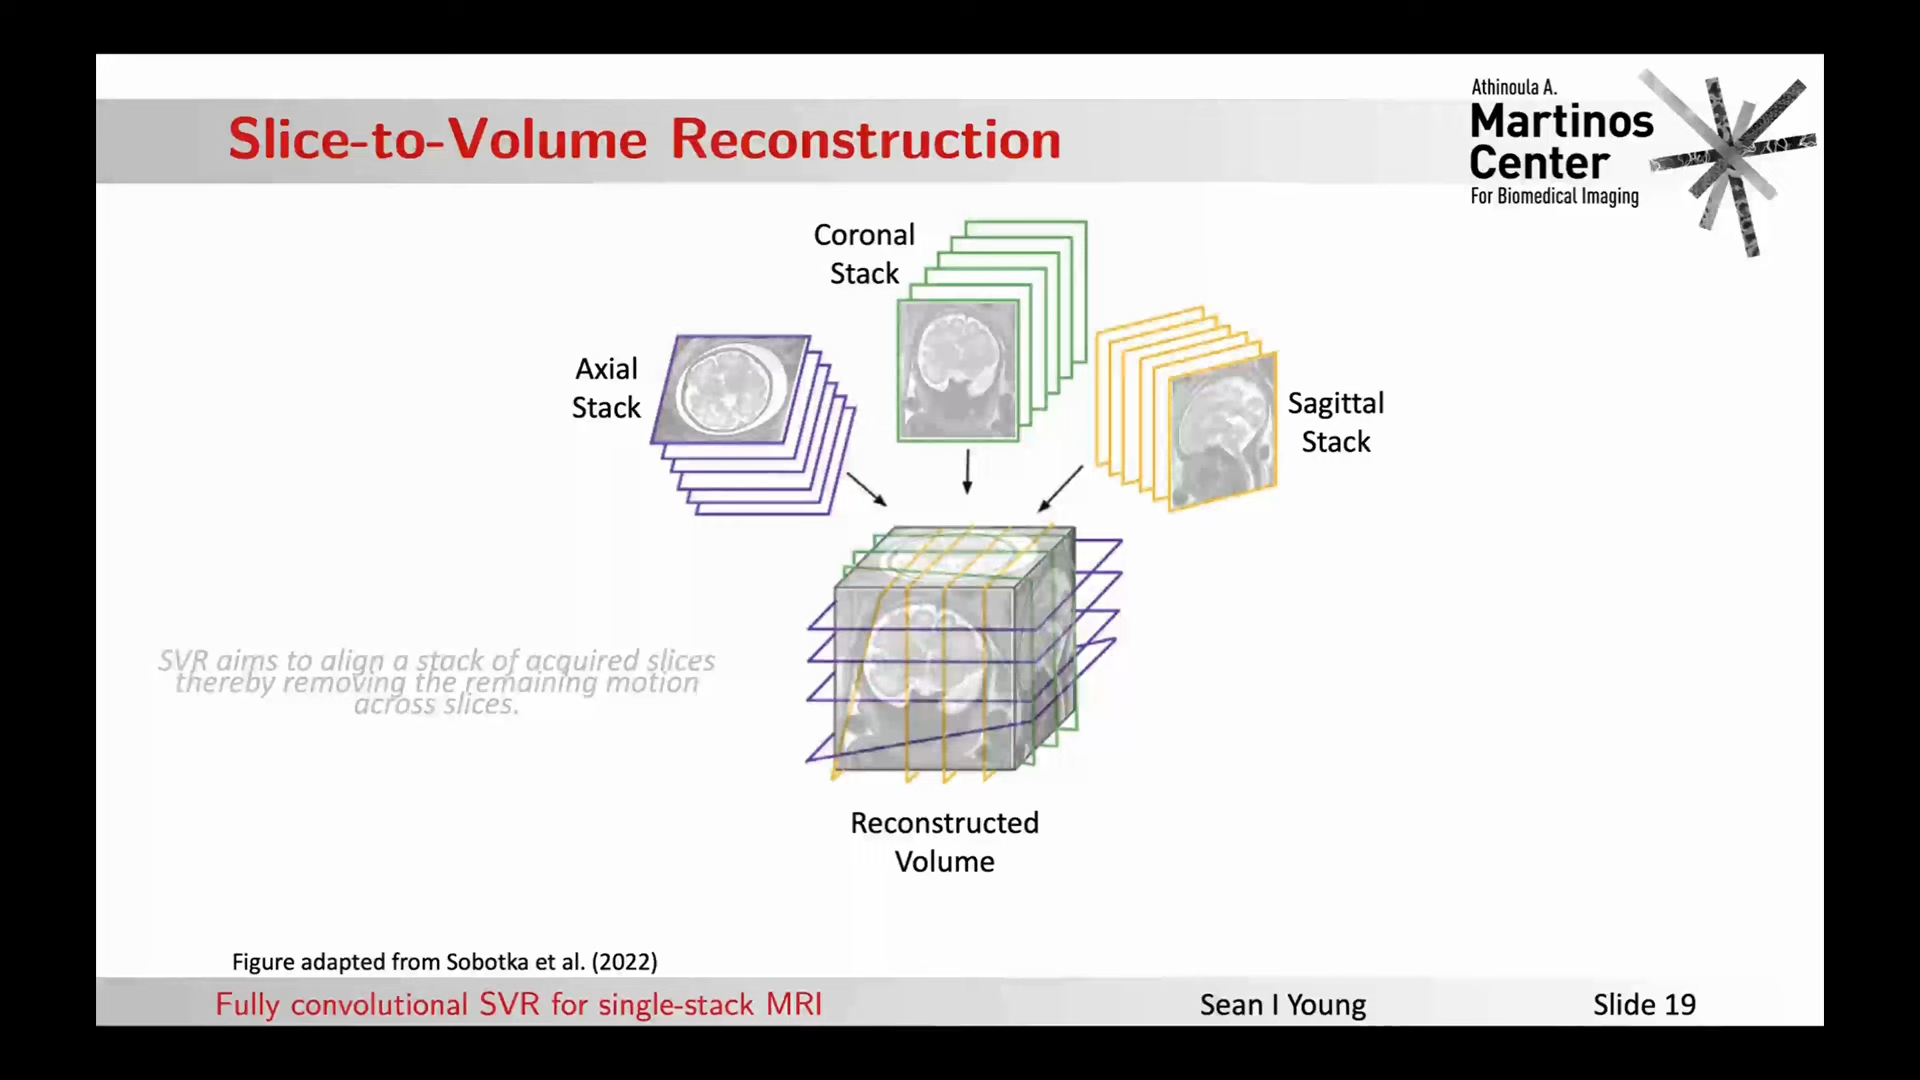 Slice-to-Volume Reconstruction
Athinoula A.
Martinos
Center
For Biomedical Imaging
Coronal
Stack
Axial
Stack
Sagittal
Stack
SVR aims to align a stack of acquired slices
thereby removing the remaining motion
across slices.
Reconstructed
Volume
Figure adapted from Sobotka et al. (2022)
Fully convolutional SVR for single-stack MRI
Sean I Young
Slide 19